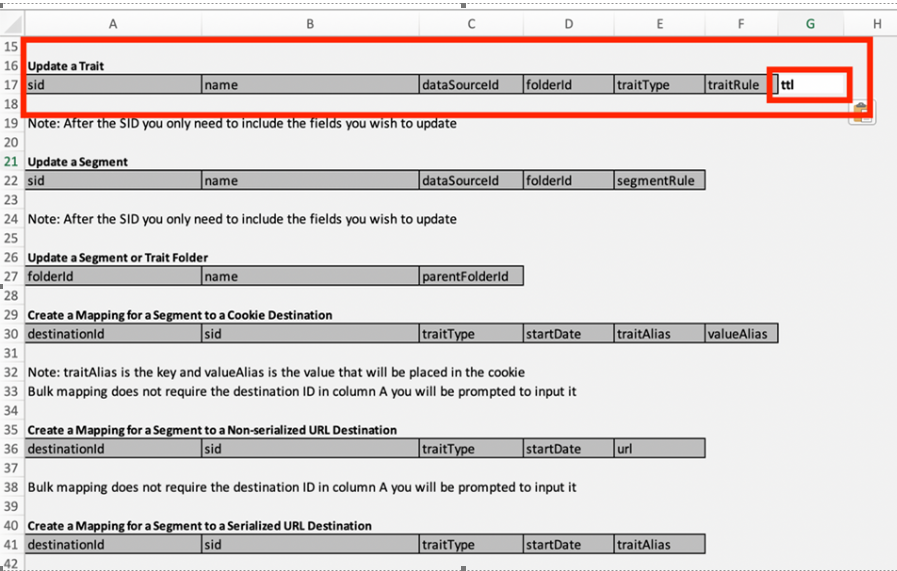 A B C D E F G H
15
16 Update a Trait
17 sid name dataSourceId folderId traitType traitRule ttl
18
19 Note: After the SID you only need to include the fields you wish to update
20
21 Update a Segment
22 sid name dataSourceId folderId segmentRule
23
24 Note: After the SID you only need to include the fields you wish to update
25
26 Update a Segment or Trait Folder
27 folderId name parentFolderId
28
29 Create a Mapping for a Segment to a Cookie Destination
30 destinationId sid traitType startDate traitAlias valueAlias
31
32 Note: traitAlias is the key and valueAlias is the value that will be placed in the cookie
33 Bulk mapping does not require the destination ID in column A you will be prompted to input it
34
35 Create a Mapping for a Segment to a Non-serialized URL Destination
36 destinationId sid traitType startDate url
37
38 Bulk mapping does not require the destination ID in column A you will be prompted to input it
39
40 Create a Mapping for a Segment to a Serialized URL Destination
41 destinationId sid traitType startDate traitAlias
42